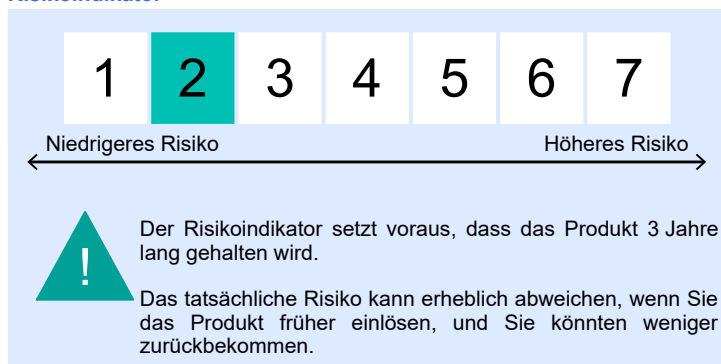 1 2 3 4 5 6 7
Niedrigeres Risiko Höheres Risiko
! Der Risikoindikator setzt voraus, dass das Produkt 3 Jahre
lang gehalten wird.
Das tatsächliche Risiko kann erheblich abweichen, wenn Sie
das Produkt früher einlösen, und Sie könnten weniger
zurückbekommen.